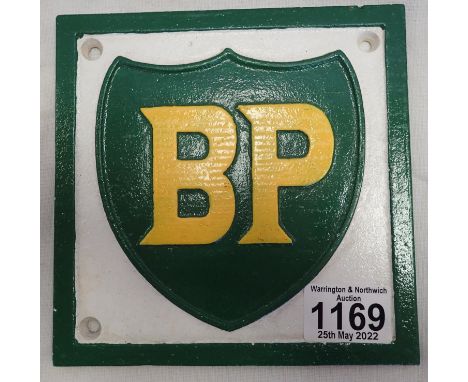 BP
Warrington & Northwich
Auction
1169
25th May 2022